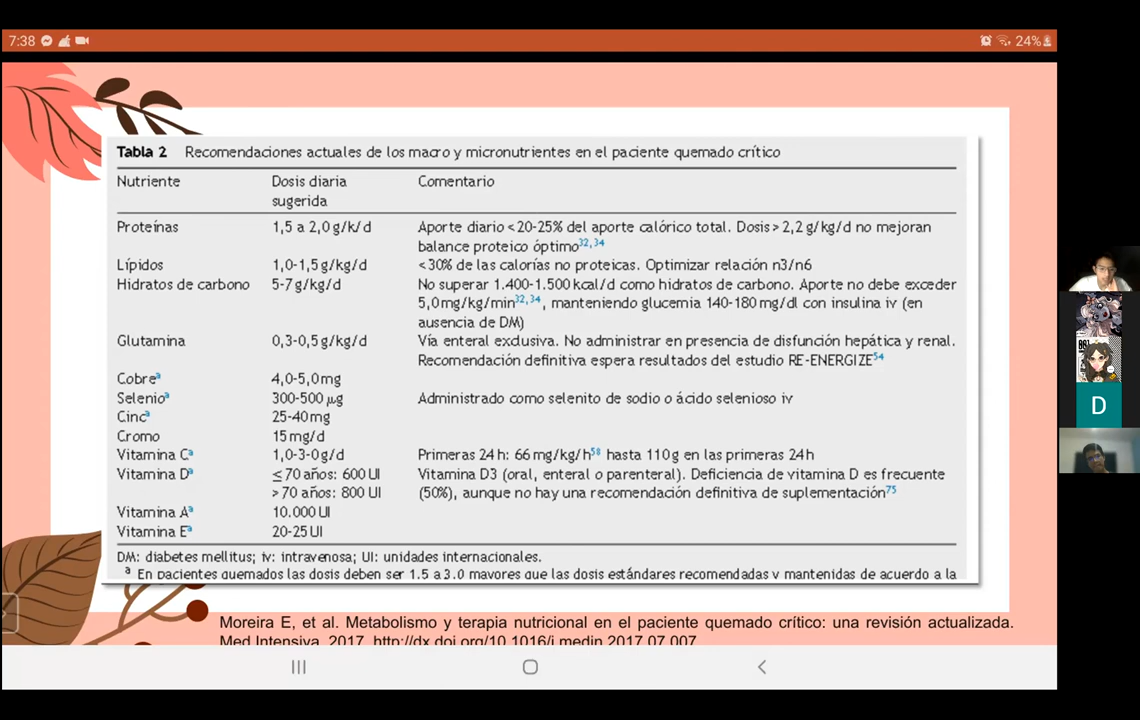 7:38
24%
Tabla 2 Recomendaciones actuales de los macro y micronutrientes en el paciente quemado crítico
Nutriente Dosis diaria sugerida Comentario
Proteínas 1,5 a 2,0 g/k/d Aporte diario <20-25% del aporte calórico total. Dosis > 2,2 g/kg/d no mejoran
balance proteico óptimo32,34
Lípidos 1,0-1,5 g/kg/d <30% de las calorías no proteicas. Optimizar relación n3/n6
Hidratos de carbono 5-7 g/kg/d No superar 1.400-1.500 kcal/d como hidratos de carbono. Aporte no debe exceder
5,0 mg/kg/min32,34, manteniendo glucemia 140-180 mg/dl con insulina iv (en
ausencia de DM)
Glutamina 0,3-0,5 g/kg/d Vía enteral exclusiva. No administrar en presencia de disfunción hepática y renal.
Recomendación definitiva espera resultados del estudio RE-ENERGIZE54
Cobrea 4,0-5,0 mg
Selenioa 300-500 μg Administrado como selenito de sodio o ácido selenioso iv
Cinca 25-40 mg
Cromo 15 mg/d
Vitamina Ca 1,0-3-0 g/d Primeras 24 h: 66 mg/kg/h58 hasta 110 g en las primeras 24 h
Vitamina Da ≤ 70 años: 600 UI Vitamina D3 (oral, enteral o parenteral). Deficiencia de vitamina D es frecuente
> 70 años: 800 UI (50%), aunque no hay una recomendación definitiva de suplementación75
Vitamina Aa 10.000 UI
Vitamina Ea 20-25 UI
DM: diabetes mellitus; iv: intravenosa; UI: unidades internacionales.
a En pacientes quemados las dosis deben ser 1.5 a 3.0 mayores que las dosis estándares recomendadas y mantenidas de acuerdo a la
Moreira E, et al. Metabolismo y terapia nutricional en el paciente quemado crítico: una revisión actualizada.
Med Intensiva. 2017. http://dx.doi.org/10.1016/j.medin.2017.07.007
D